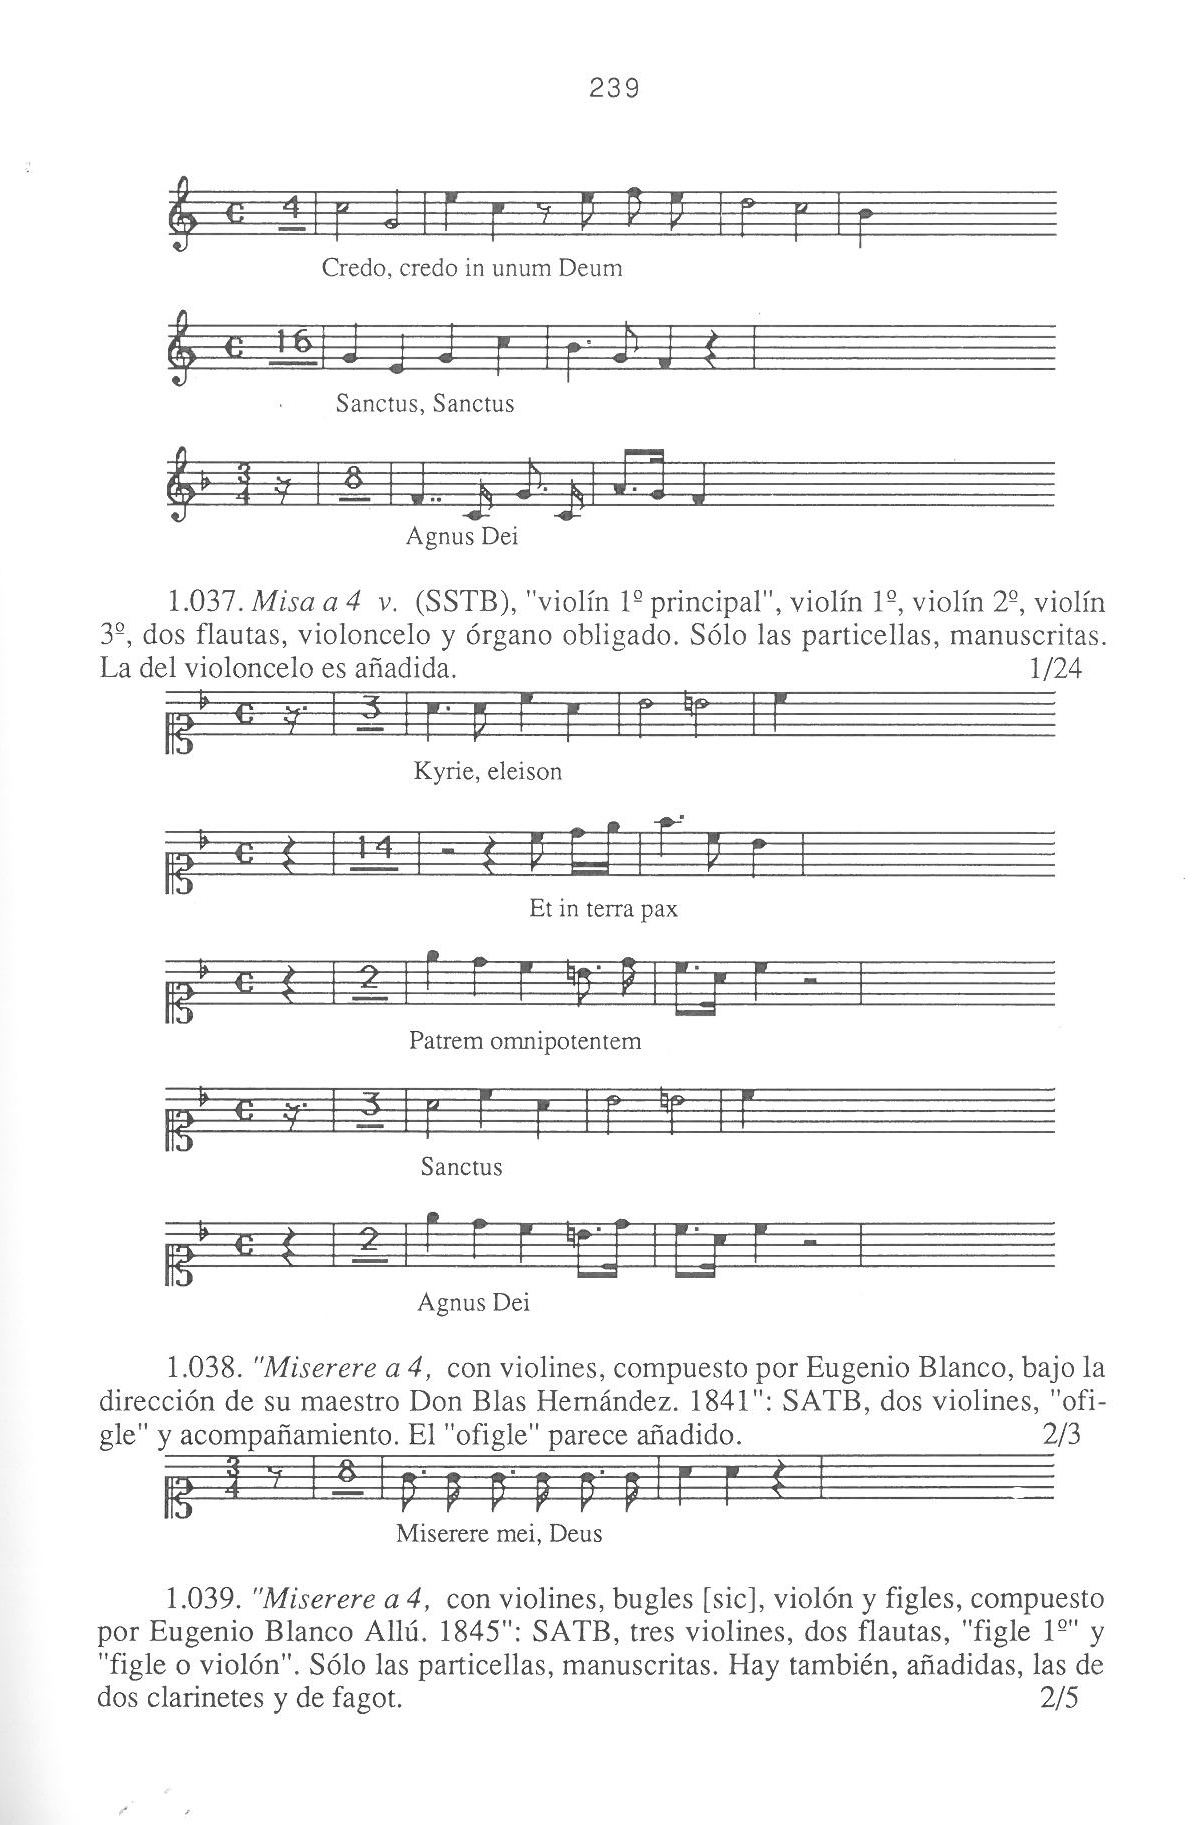 239
4
Credo, credo in unum Deum
16
Sanctus, Sanctus
3
4
8
Agnus Dei
1.037. Misa a 4 v. (SSTB), "violín 1º principal", violín 1º, violín 2º, violín
3º, dos flautas, violoncelo y órgano obligado. Sólo las particellas, manuscritas.
La del violoncelo es añadida. 1/24
3
Kyrie, eleison
14
Et in terra pax
2
Patrem omnipotentem
3
Sanctus
2
Agnus Dei
1.038. "Miserere a 4, con violines, compuesto por Eugenio Blanco, bajo la
dirección de su maestro Don Blas Hernández. 1841": SATB, dos violines, "ofi-
gle" y acompañamiento. El "ofigle" parece añadido. 2/3
3
4
8
Miserere mei, Deus
1.039. "Miserere a 4, con violines, bugles [sic], violón y figles, compuesto
por Eugenio Blanco Allú. 1845": SATB, tres violines, dos flautas, "figle 1º" y
"figle o violón". Sólo las particellas, manuscritas. Hay también, añadidas, las de
dos clarinetes y de fagot. 2/5